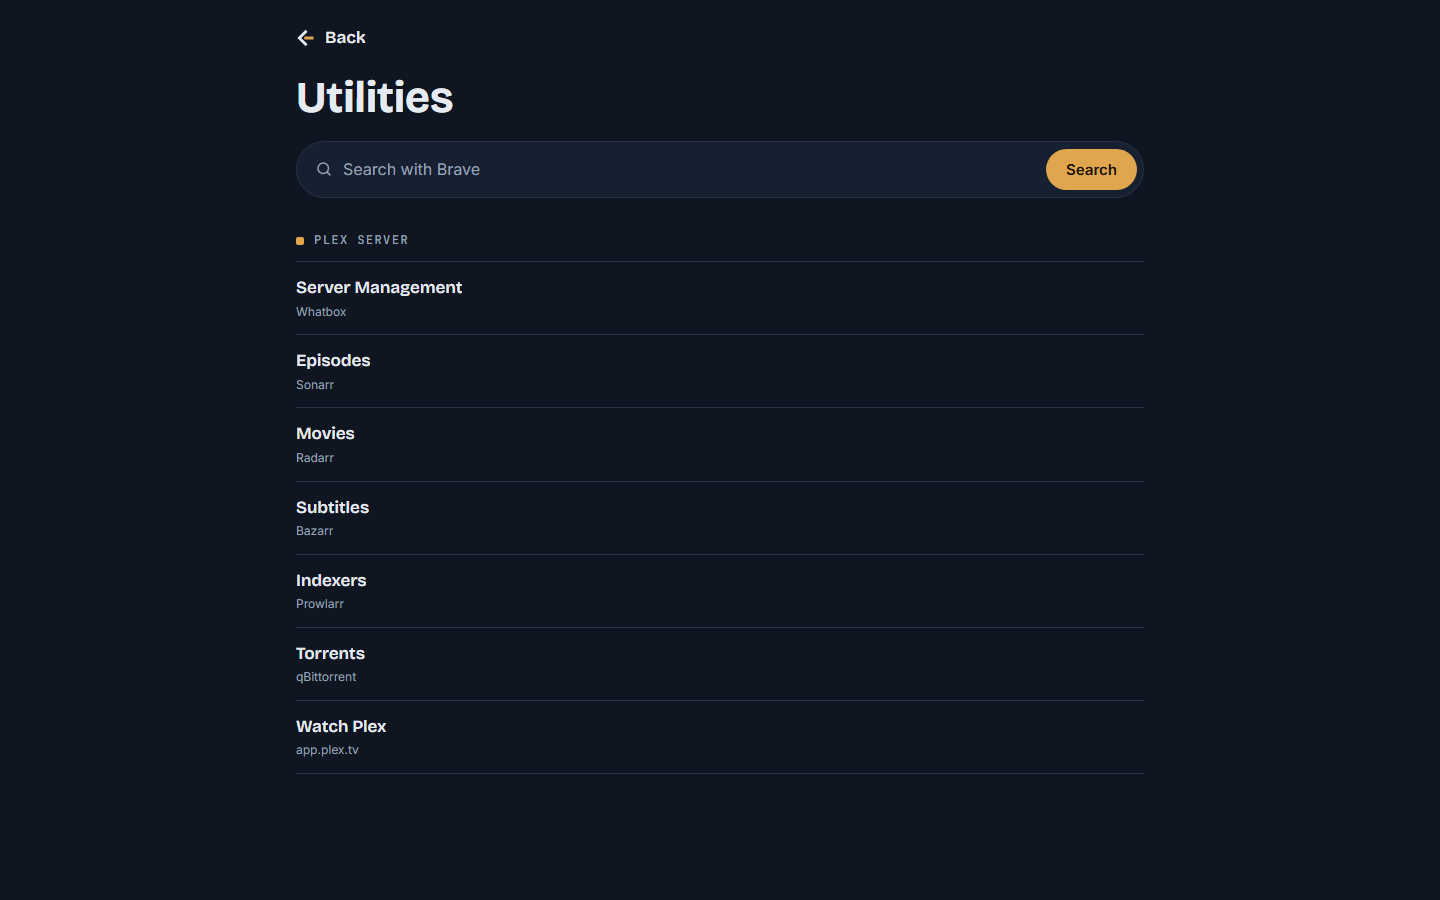 Back
Utilities
Search with Brave
Search
PLEX SERVER
Server Management
Whatbox
Episodes
Sonarr
Movies
Radarr
Subtitles
Bazarr
Indexers
Prowlarr
Torrents
qBittorrent
Watch Plex
app.plex.tv